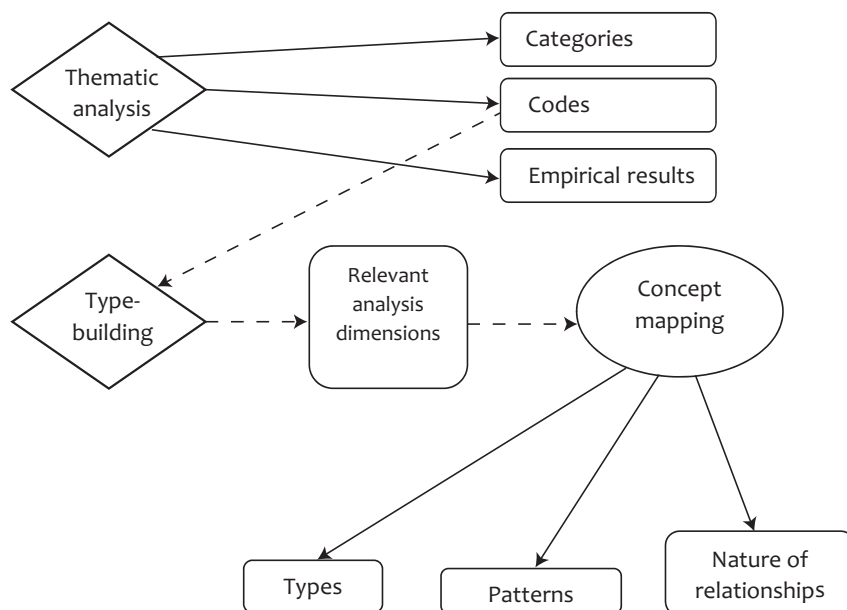 Thematic
analysis
Categories
Codes
Empirical results
Type-
building
Relevant
analysis
dimensions
Concept
mapping
Types
Patterns
Nature of
relationships